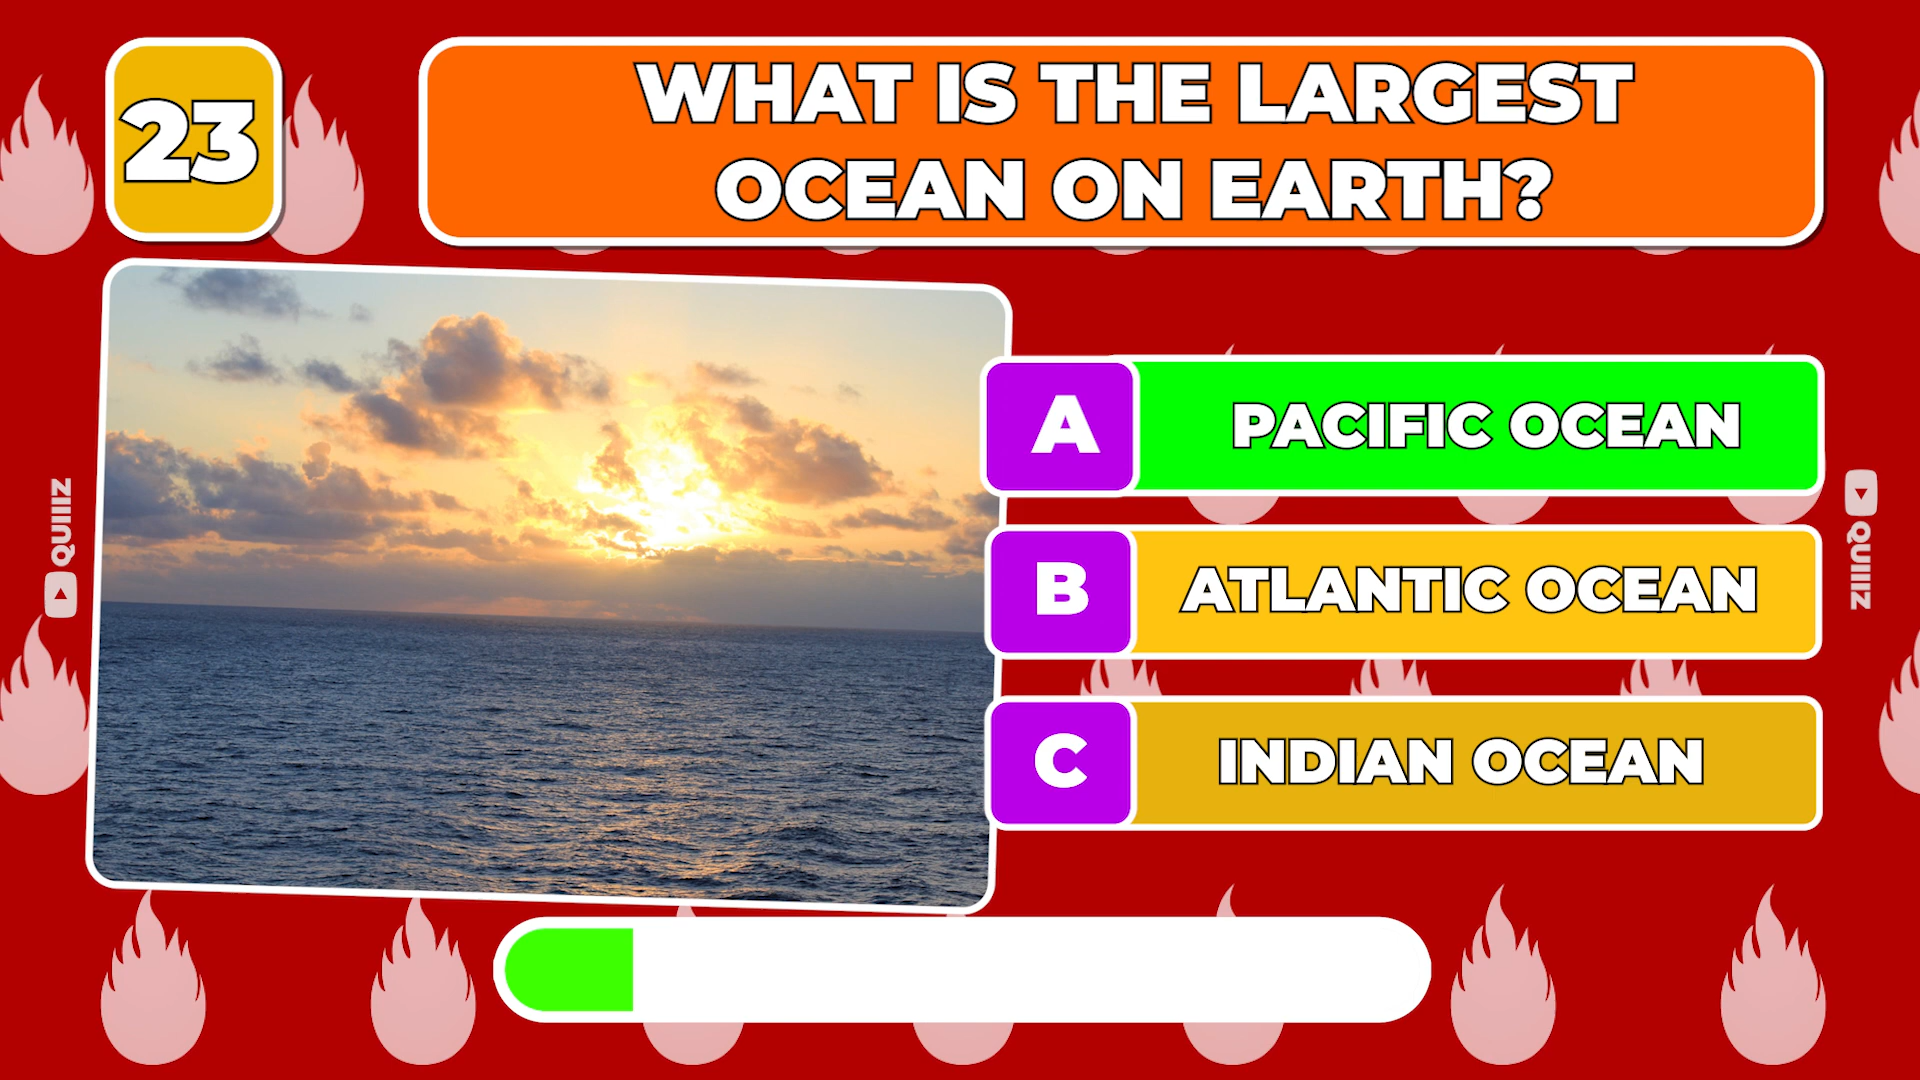 23
WHAT IS THE LARGEST
OCEAN ON EARTH?
A
PACIFIC OCEAN
B
ATLANTIC OCEAN
C
INDIAN OCEAN
QUIIIZ
QUIIIZ